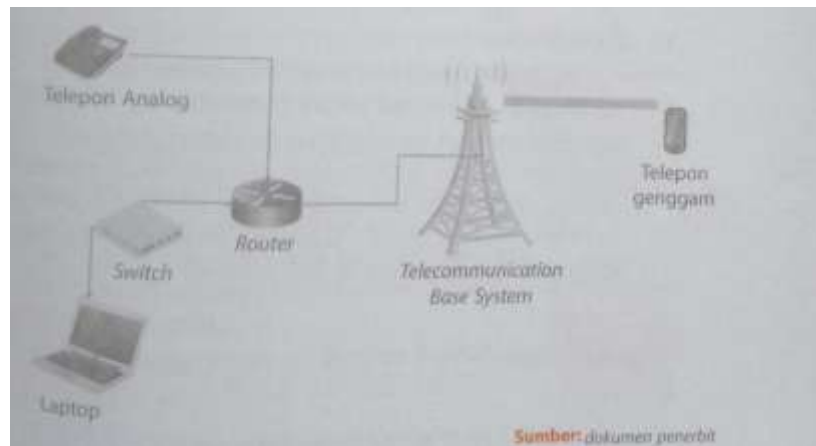 Telepon Analog
Router
Switch
Laptop
Telecommunication
Base System
Telepon
genggam
Sumber: dokumen penerbit